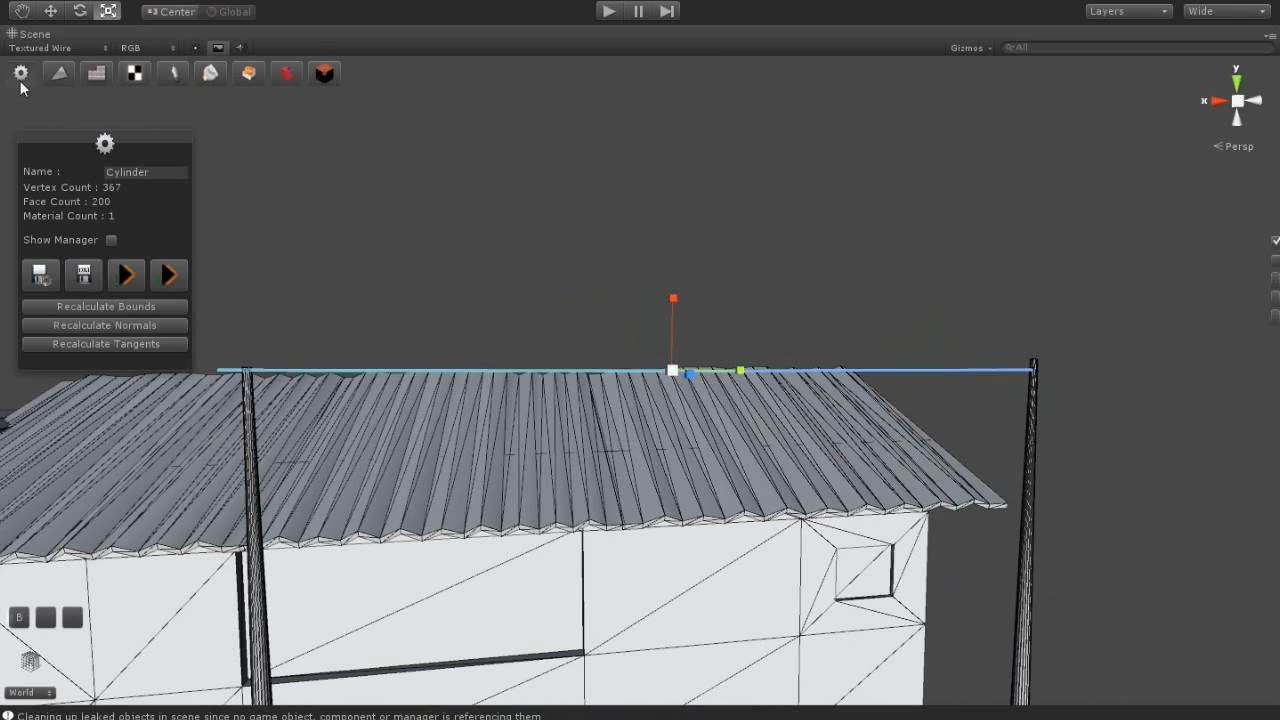 Center Global Layers Wide
Scene
Textured Wire RGB Gizmos All
y
x
Persp
Name : Cylinder
Vertex Count : 367
Face Count : 200
Material Count : 1
Show Manager
OBJ
Recalculate Bounds
Recalculate Normals
Recalculate Tangents
B
World
Cleaning up leaked objects in scene since no game object, component or manager is referencing them